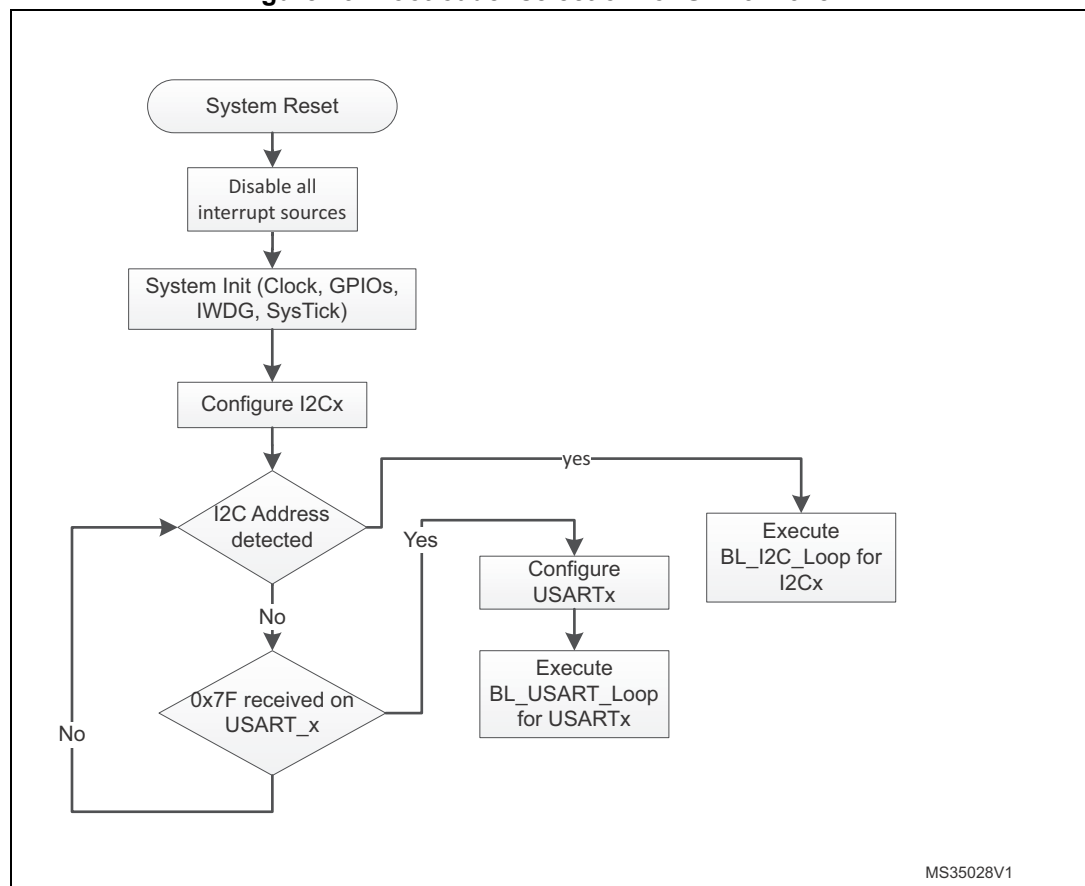 System Reset
Disable all
interrupt sources
System Init (Clock, GPIOs,
IWDG, SysTick)
Configure I2Cx
I2C Address
detected
yes
Execute
BL_I2C_Loop for
I2Cx
Yes
Configure
USARTx
No
Execute
BL_USART_Loop
for USARTx
0x7F received on
USART_x
No
MS35028V1